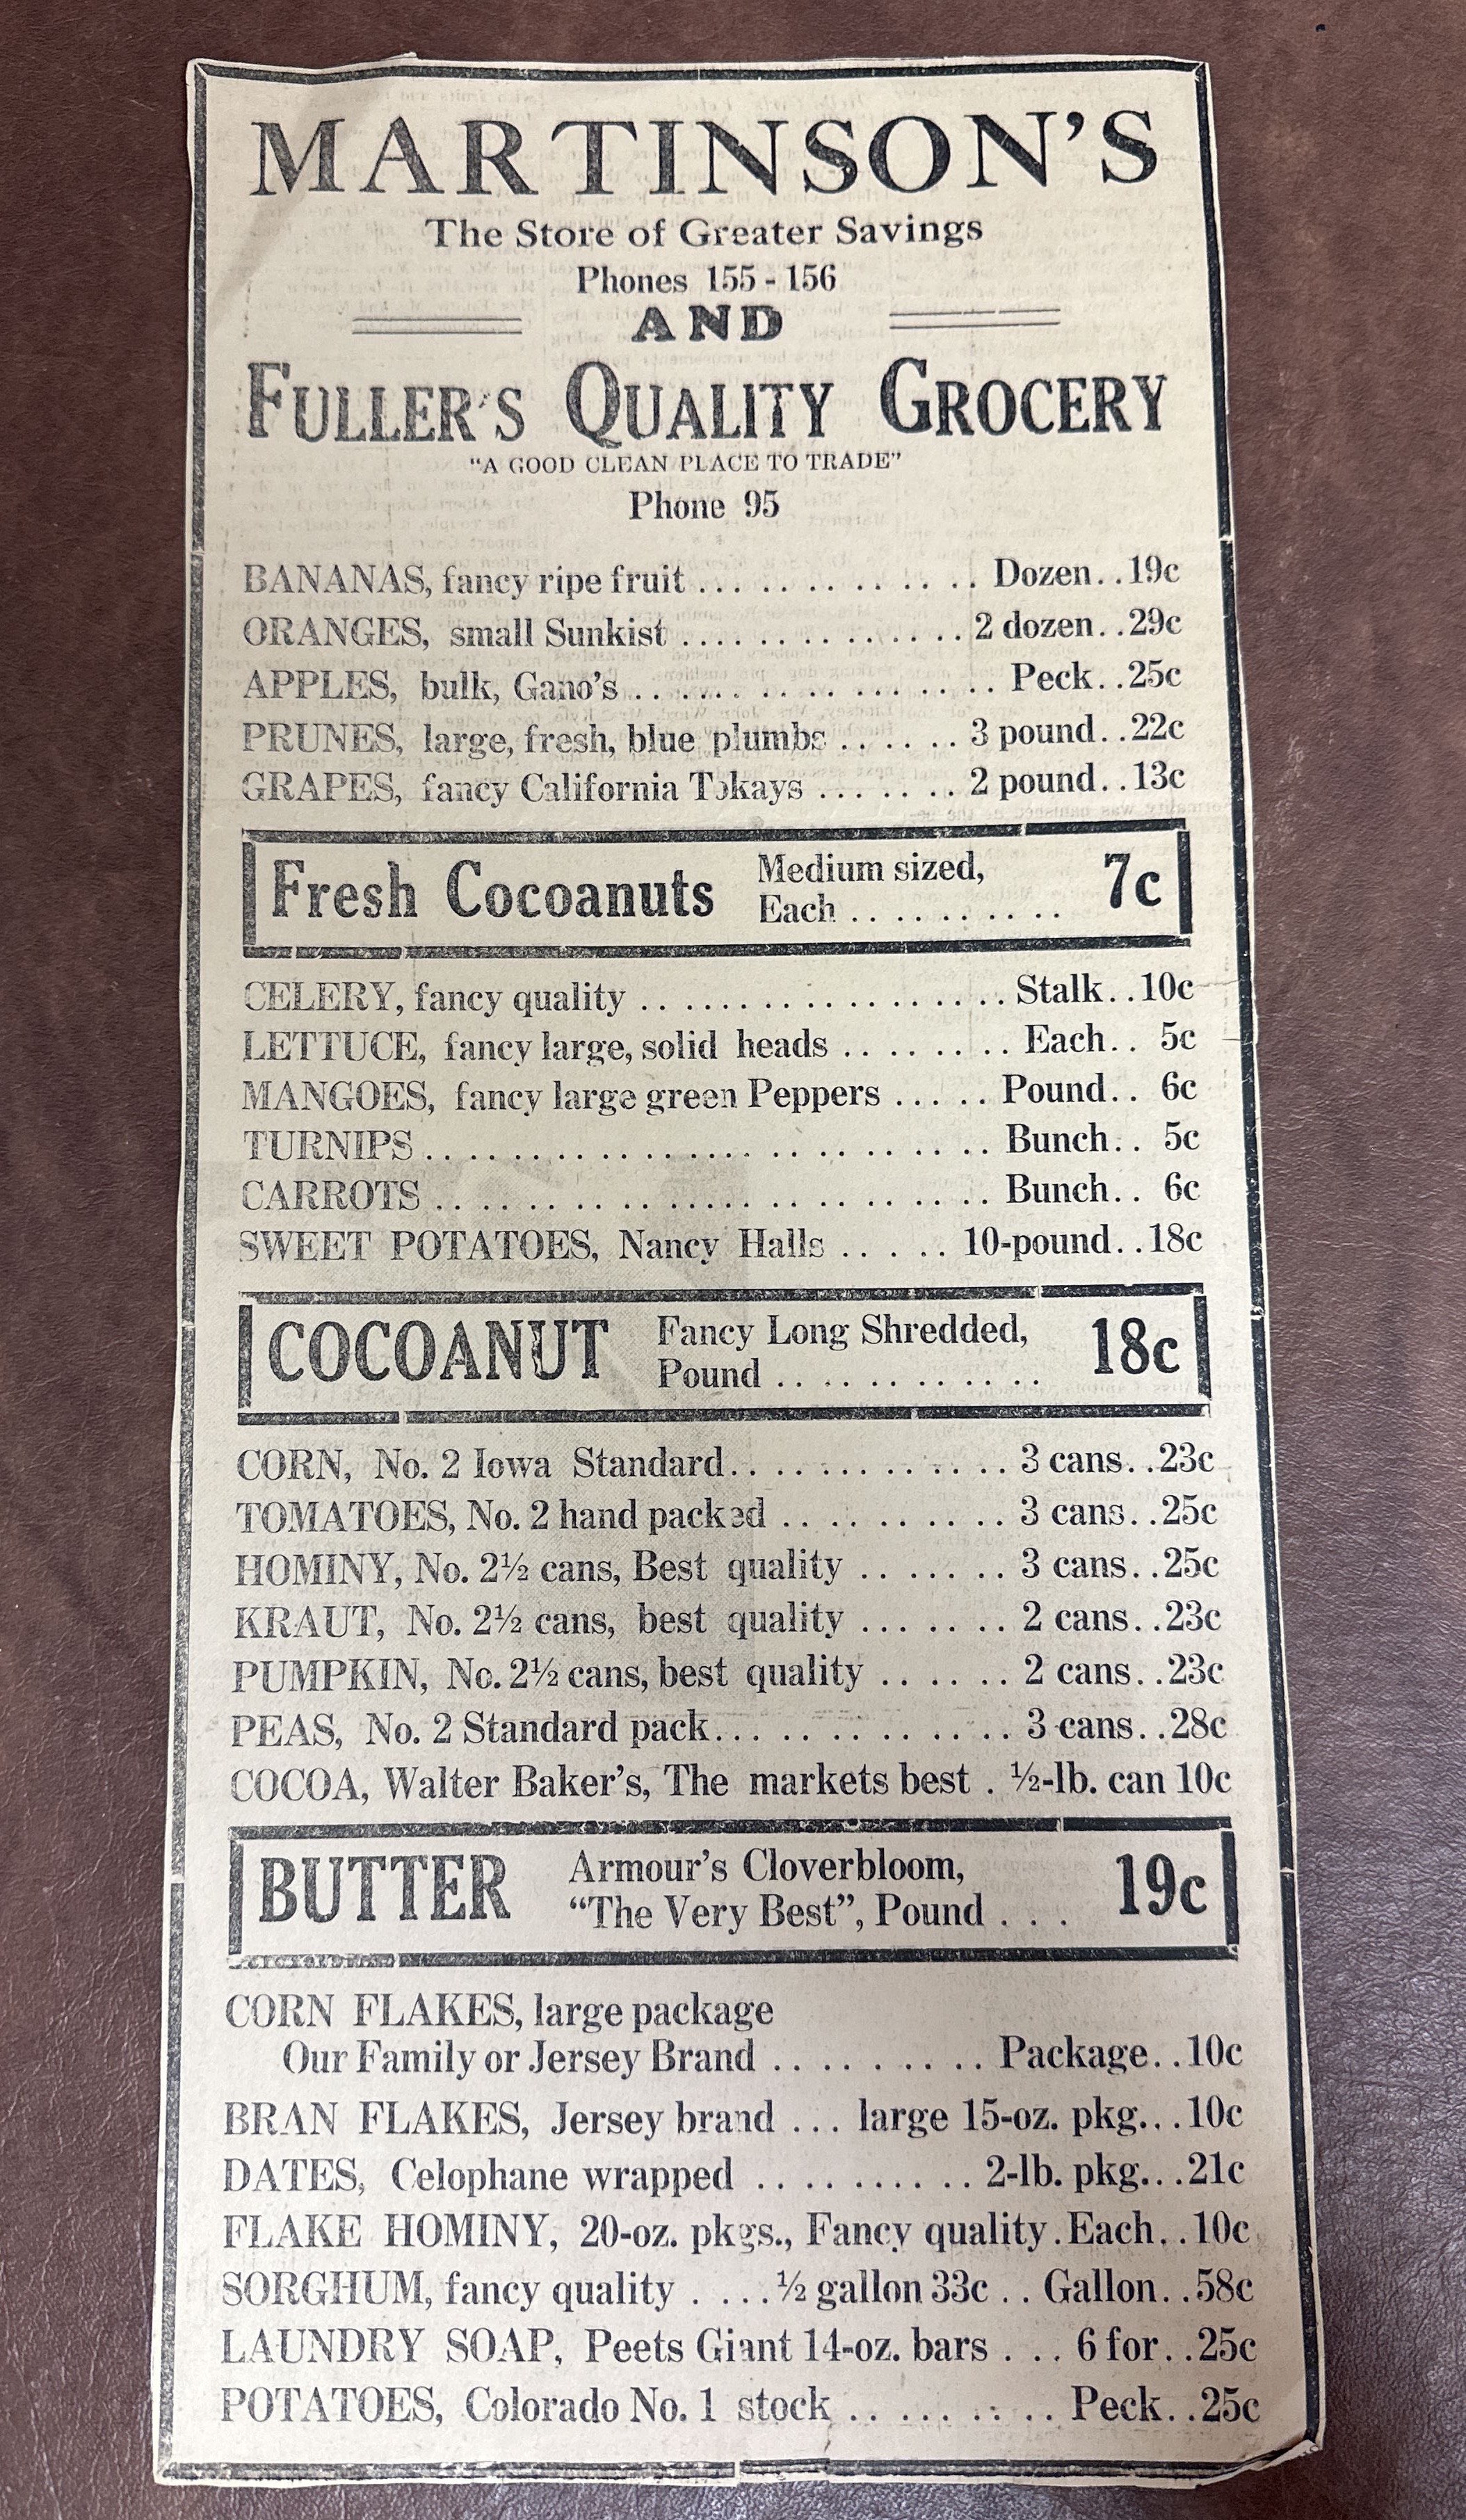 MARTINSON'S
The Store of Greater Savings
Phones 155 - 156
AND
FULLER'S QUALITY GROCERY
"A GOOD CLEAN PLACE TO TRADE"
Phone 95
BANANAS, fancy ripe fruit . . . . . . . . . . . . . Dozen. . 19c
ORANGES, small Sunkist . . . . . . . . . . . . . . 2 dozen. . 29c
APPLES, bulk, Gano's . . . . . . . . . . . . . . . . . Peck. . 25c
PRUNES, large, fresh, blue plumbs . . . . . . 3 pound. . 22c
GRAPES, fancy California Tokays . . . . . . . 2 pound. . 13c
Fresh Cocoanuts Medium sized, 7c
Each . . . . . . . . . .
CELERY, fancy quality . . . . . . . . . . . . . . . . . Stalk. . 10c
LETTUCE, fancy large, solid heads . . . . . . . . Each. . 5c
MANGOES, fancy large green Peppers . . . . . Pound. . 6c
TURNIPS . . . . . . . . . . . . . . . . . . . . . . . . . . Bunch. . 5c
CARROTS . . . . . . . . . . . . . . . . . . . . . . . . . Bunch. . 6c
SWEET POTATOES, Nancy Halls . . . . . 10-pound. . 18c
COCOANUT Fancy Long Shredded, 18c
Pound . . . . . . . . . . . .
CORN, No. 2 Iowa Standard. . . . . . . . . . . . . 3 cans. . 23c
TOMATOES, No. 2 hand packed . . . . . . . . . . 3 cans. . 25c
HOMINY, No. 2½ cans, Best quality . . . . . . . 3 cans. . 25c
KRAUT, No. 2½ cans, best quality . . . . . . . 2 cans. . 23c
PUMPKIN, No. 2½ cans, best quality . . . . . . 2 cans. . 23c
PEAS, No. 2 Standard pack. . . . . . . . . . . . . 3 cans. . 28c
COCOA, Walter Baker's, The markets best . ½-lb. can 10c
BUTTER Armour's Cloverbloom, 19c
"The Very Best", Pound . . .
CORN FLAKES, large package
Our Family or Jersey Brand . . . . . . . . . Package. . 10c
BRAN FLAKES, Jersey brand . . . large 15-oz. pkg. . . 10c
DATES, Celophane wrapped . . . . . . . . . . 2-lb. pkg. . . 21c
FLAKE HOMINY, 20-oz. pkgs., Fancy quality . Each. . 10c
SORGHUM, fancy quality . . . . ½ gallon 33c . . Gallon. . 58c
LAUNDRY SOAP, Peets Giant 14-oz. bars . . . 6 for. . 25c
POTATOES, Colorado No. 1 stock . . . . . . . . . . Peck. . 25c